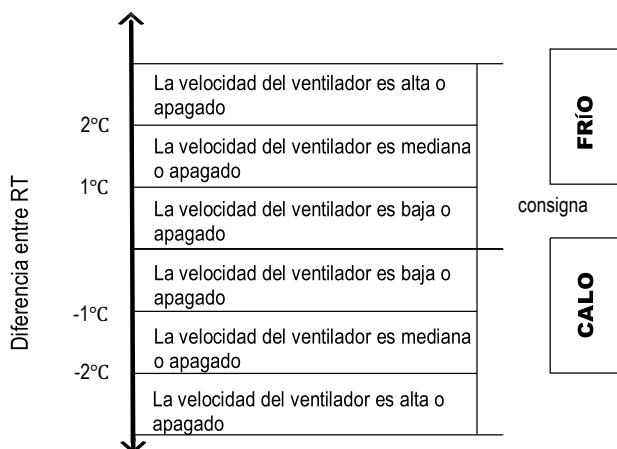 La velocidad del ventilador es alta o
apagado
2°C
La velocidad del ventilador es mediana
o apagado
1°C
La velocidad del ventilador es baja o
apagado
La velocidad del ventilador es baja o
apagado
-1°C
La velocidad del ventilador es mediana
o apagado
-2°C
La velocidad del ventilador es alta o
apagado
Diferencia entre RT
FRÍO
consigna
CALO